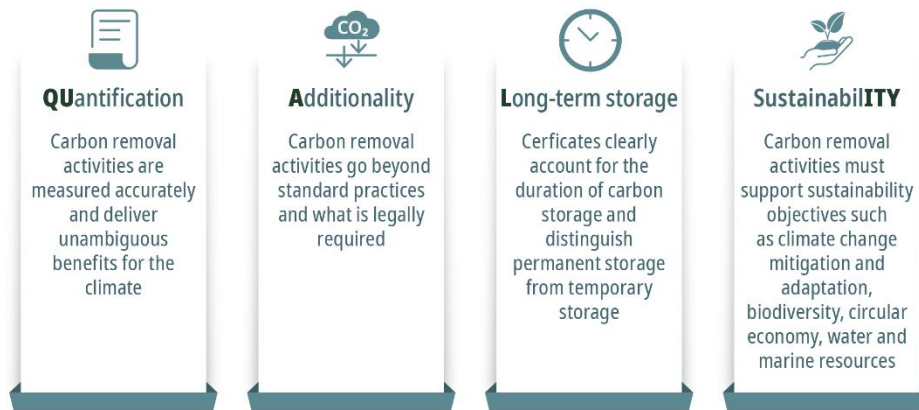 QUantification
Carbon removal
activities are
measured accurately
and deliver
unambiguous
benefits for the
climate
CO₂
Additionality
Carbon removal
activities go beyond
standard practices
and what is legally
required
Long-term storage
Cerficates clearly
account for the
duration of carbon
storage and
distinguish
permanent storage
from temporary
storage
SustainabilITY
Carbon removal
activities must
support sustainability
objectives such
as climate change
mitigation and
adaptation,
biodiversity, circular
economy, water and
marine resources